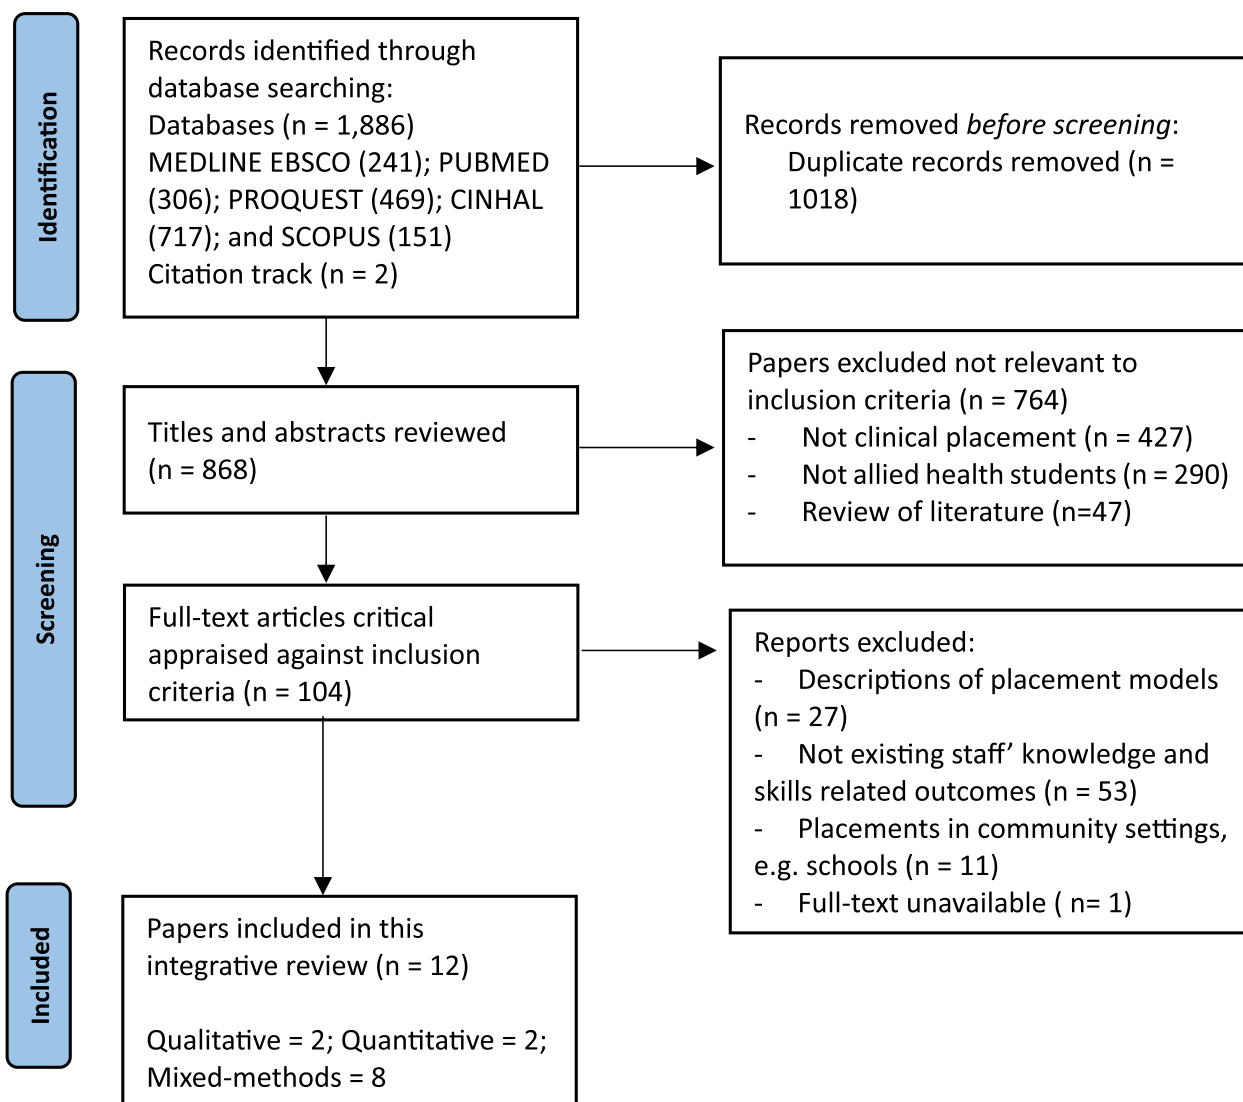 Identification
Records identified through
database searching:
Databases (n = 1,886)
MEDLINE EBSCO (241); PUBMED
(306); PROQUEST (469); CINHAL
(717); and SCOPUS (151)
Citation track (n = 2)
Records removed before screening:
Duplicate records removed (n =
1018)
Screening
Titles and abstracts reviewed
(n = 868)
Papers excluded not relevant to
inclusion criteria (n = 764)
- Not clinical placement (n = 427)
- Not allied health students (n = 290)
- Review of literature (n=47)
Full-text articles critical
appraised against inclusion
criteria (n = 104)
Reports excluded:
- Descriptions of placement models
(n = 27)
- Not existing staff’ knowledge and
skills related outcomes (n = 53)
- Placements in community settings,
e.g. schools (n = 11)
- Full-text unavailable ( n= 1)
Included
Papers included in this
integrative review (n = 12)
Qualitative = 2; Quantitative = 2;
Mixed-methods = 8